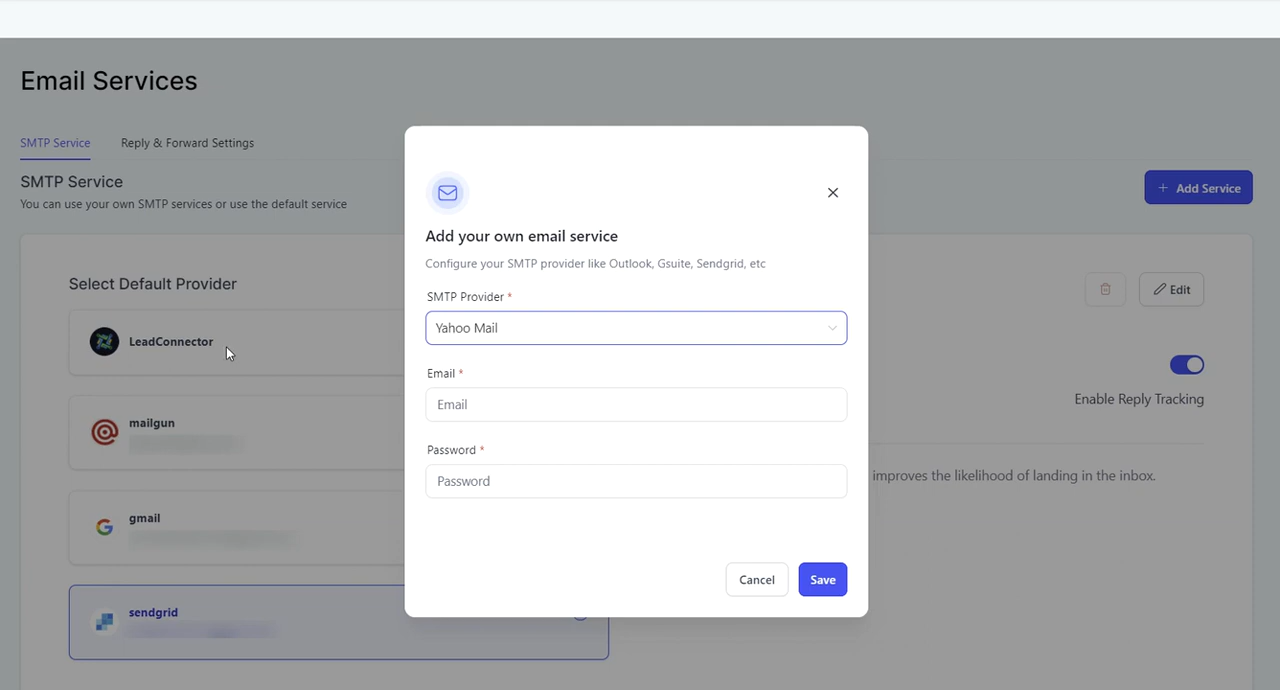 Email Services
SMTP Service
Reply & Forward Settings
SMTP Service
You can use your own SMTP services or use the default service
+ Add Service
Select Default Provider
Edit
LeadConnector
Enable Reply Tracking
mailgun
improves the likelihood of landing in the inbox.
gmail
sendgrid
Add your own email service
Configure your SMTP provider like Outlook, Gsuite, Sendgrid, etc
SMTP Provider *
Yahoo Mail
Email *
Email
Password *
Password
Cancel
Save